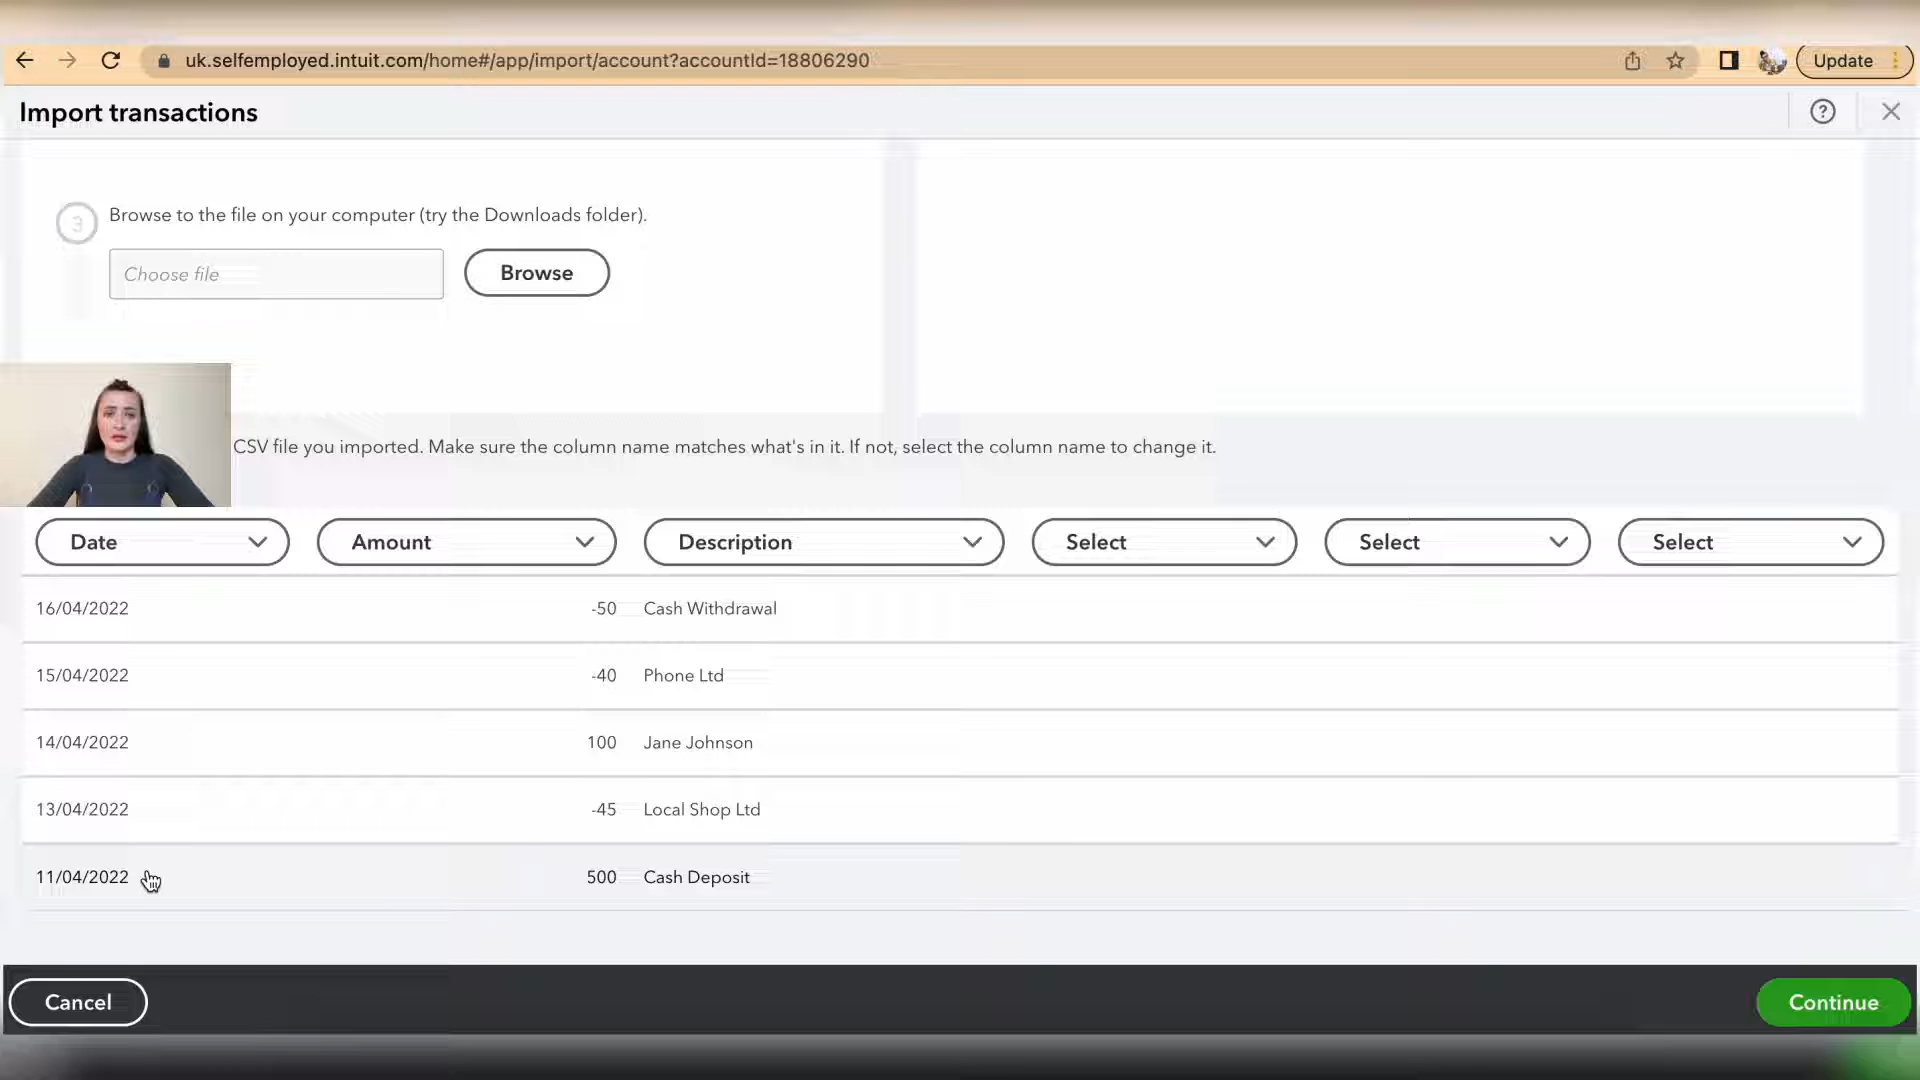 uk.selfemployed.intuit.com/home#/app/import/account?accountId=18806290
Update
Import transactions
3
Browse to the file on your computer (try the Downloads folder).
Choose file
Browse
CSV file you imported. Make sure the column name matches what's in it. If not, select the column name to change it.
Date Amount Description Select Select Select
16/04/2022 -50 Cash Withdrawal
15/04/2022 -40 Phone Ltd
14/04/2022 100 Jane Johnson
13/04/2022 -45 Local Shop Ltd
11/04/2022 500 Cash Deposit
Cancel Continue